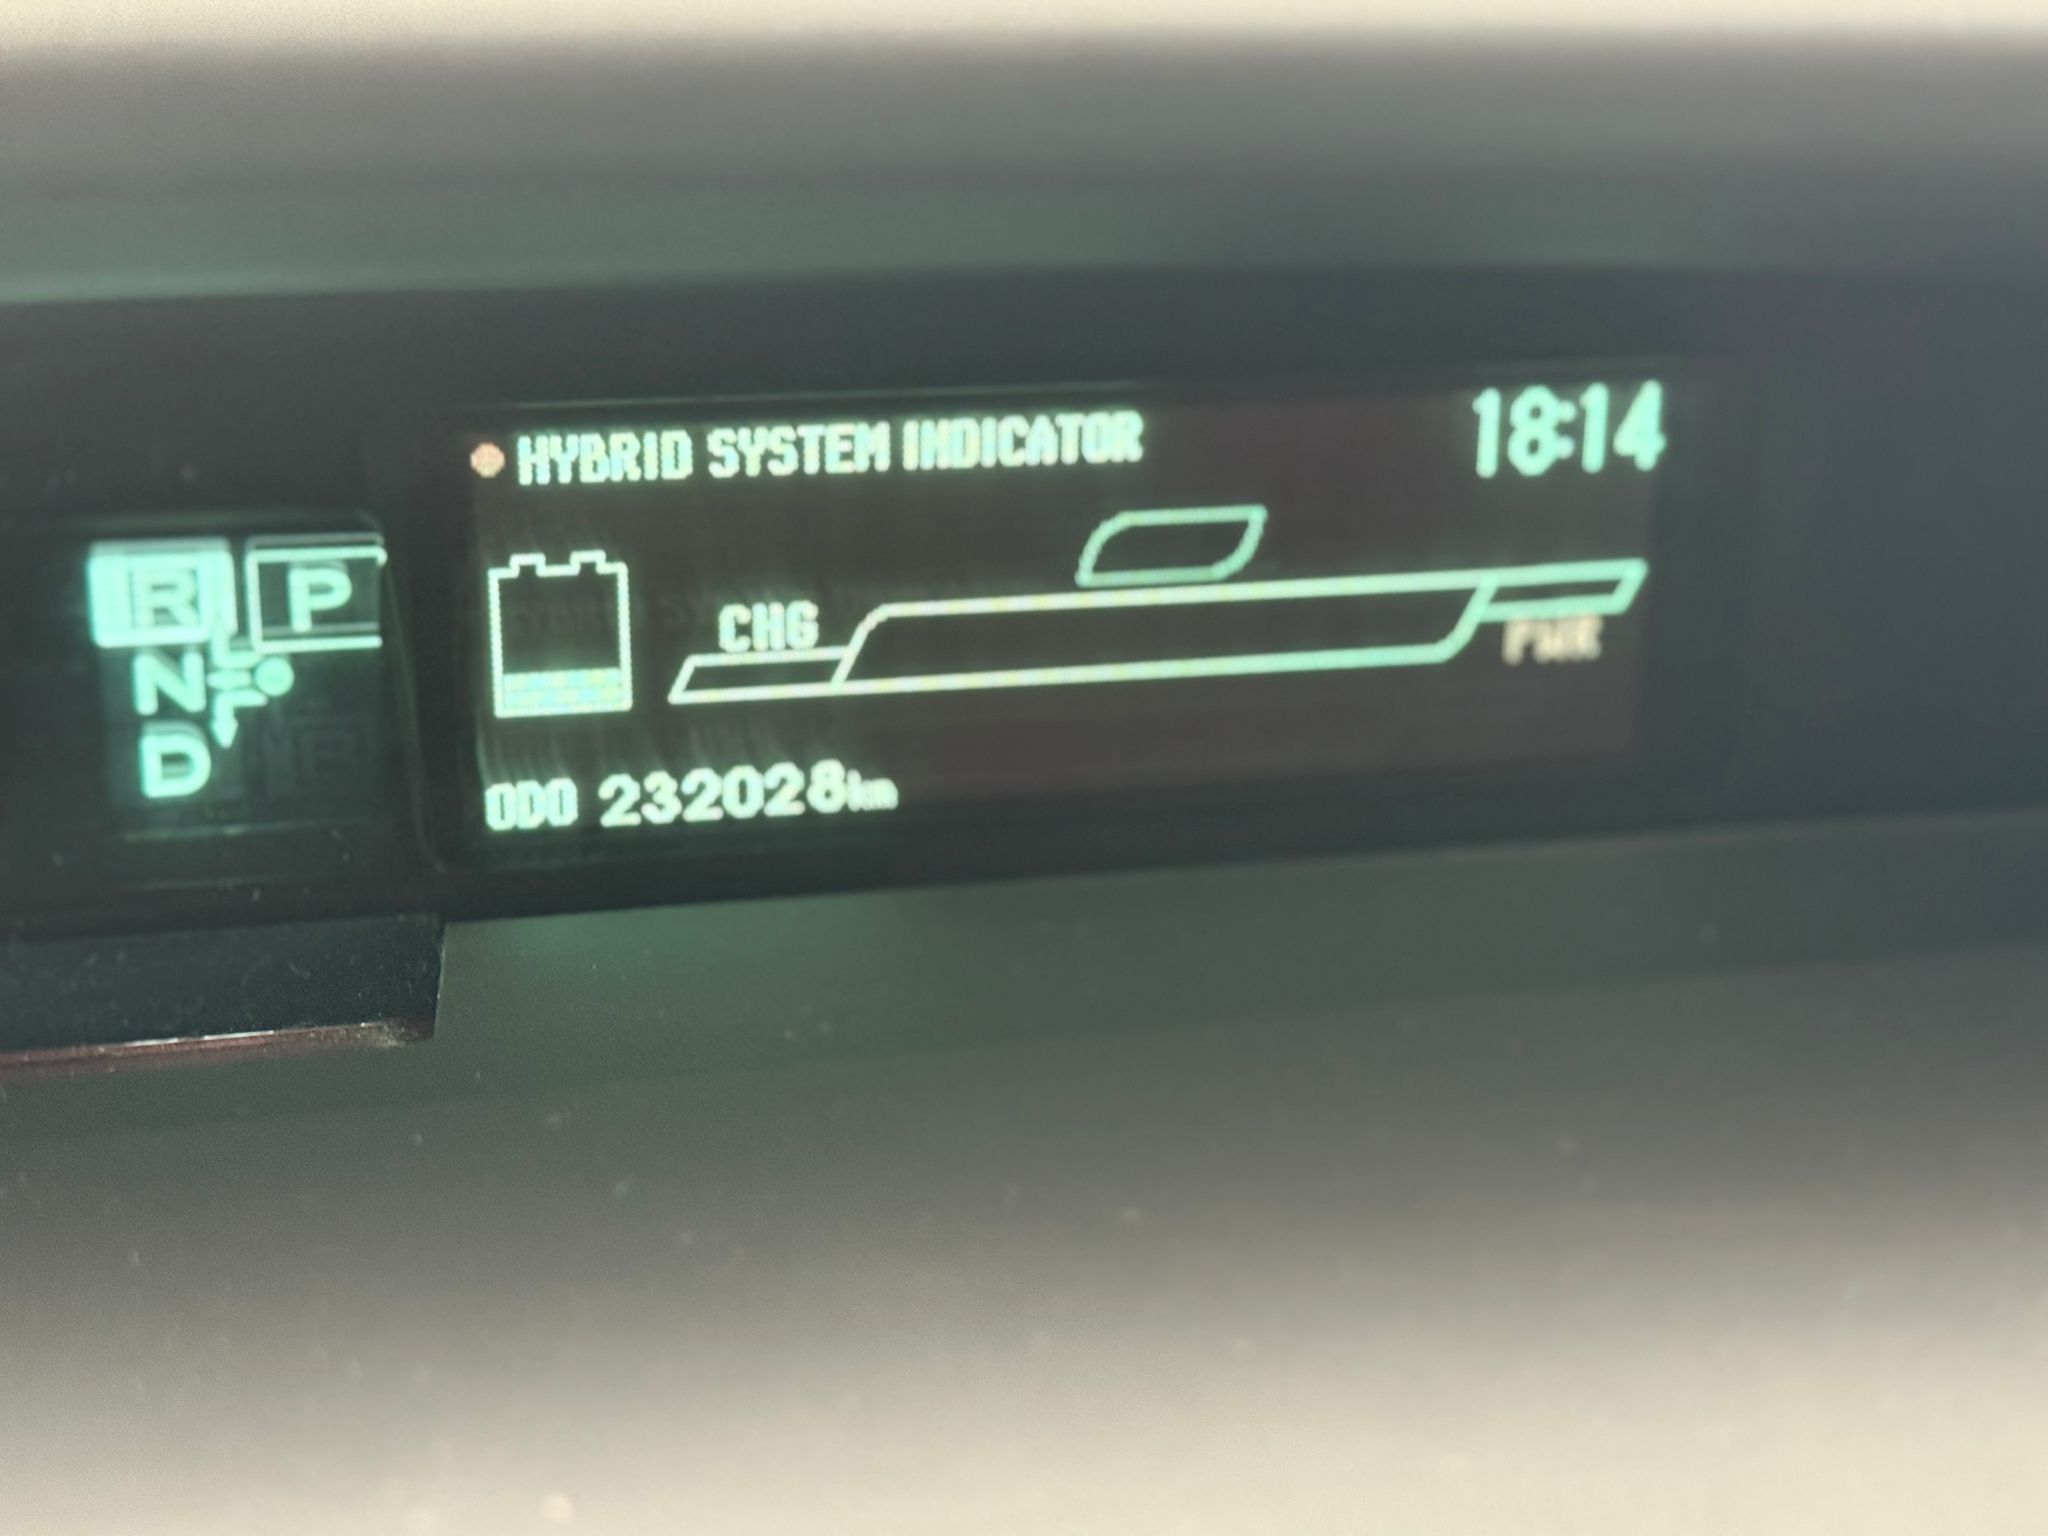 HYBRID SYSTEM INDICATOR
18:14
R P
N
D
CHG
PWR
ODO 232028km